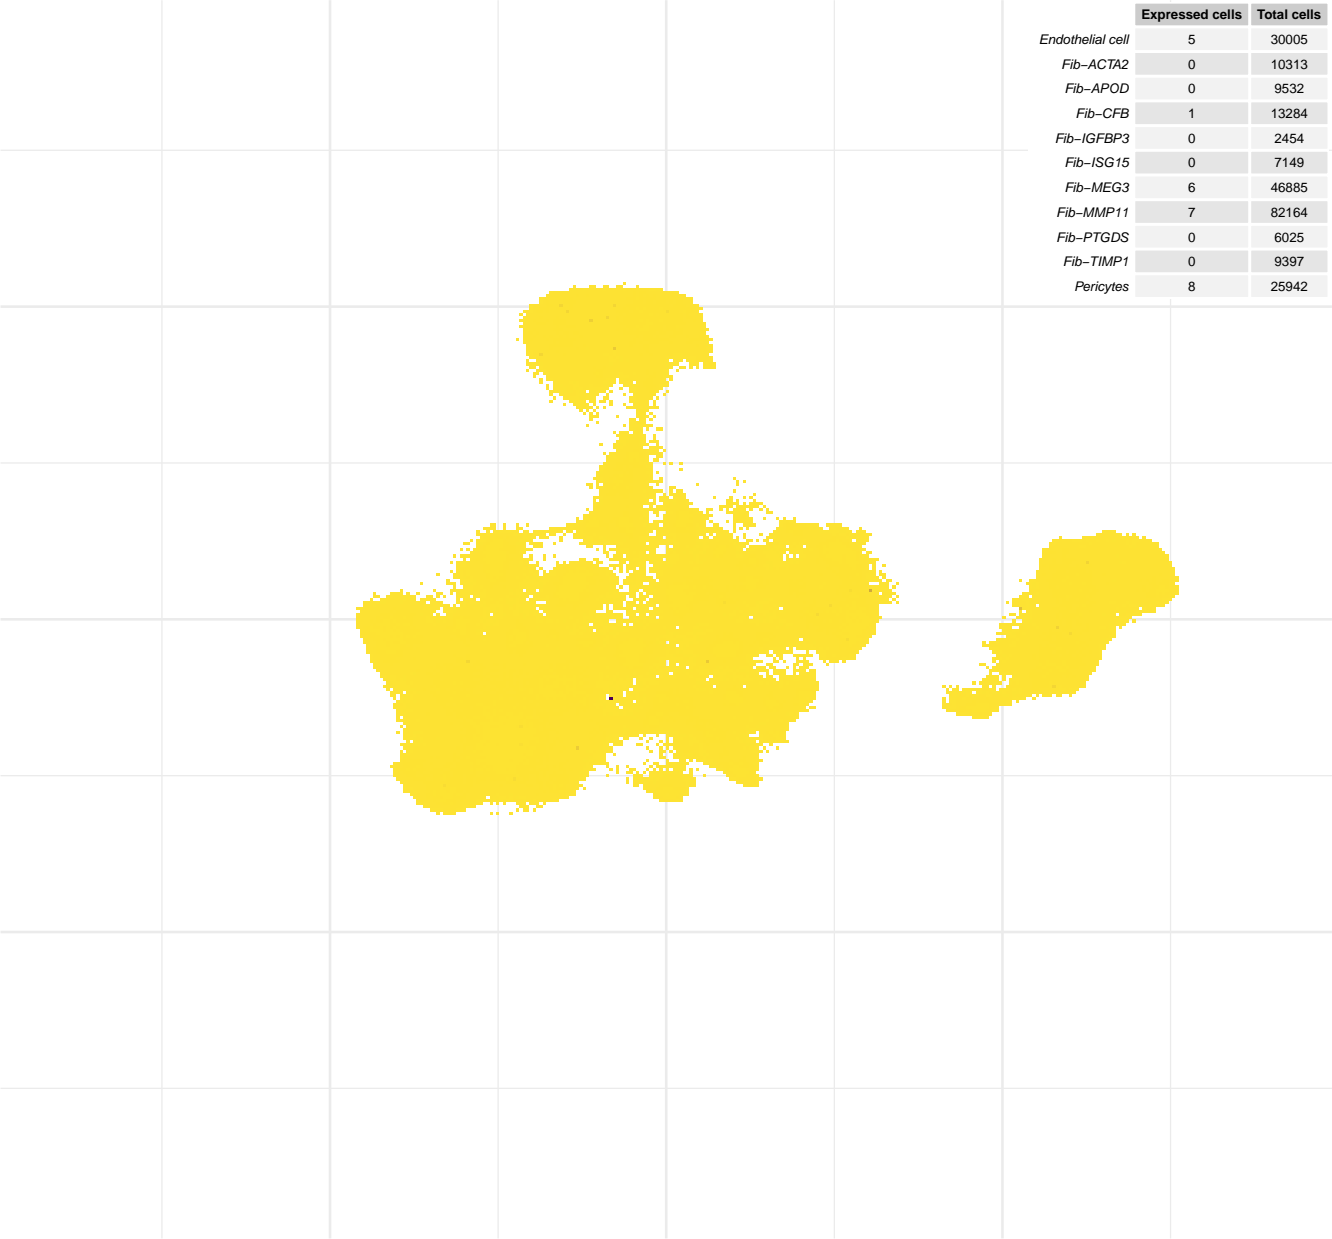 Expressed cells Total cells
Endothelial cell 5 30005
Fib−ACTA2 0 10313
Fib−APOD 0 9532
Fib−CFB 1 13284
Fib−IGFBP3 0 2454
Fib−ISG15 0 7149
Fib−MEG3 6 46885
Fib−MMP11 7 82164
Fib−PTGDS 0 6025
Fib−TIMP1 0 9397
Pericytes 8 25942